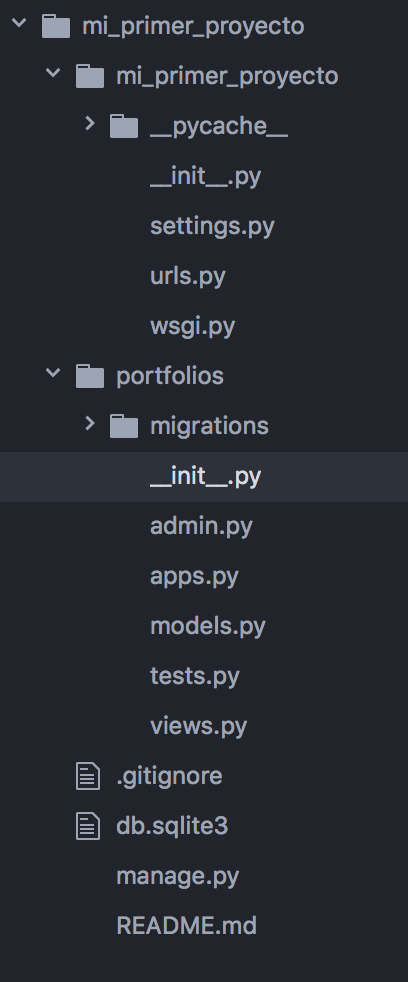 mi_primer_proyecto
mi_primer_proyecto
__pycache__
__init__.py
settings.py
urls.py
wsgi.py
portfolios
migrations
__init__.py
admin.py
apps.py
models.py
tests.py
views.py
.gitignore
db.sqlite3
manage.py
README.md